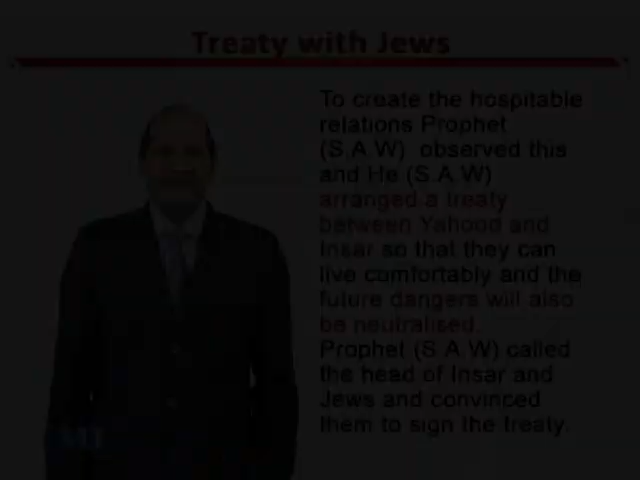 Treaty with Jews
To create the hospitable
relations Prophet
(S.A.W) observed this
and He (S.A.W)
arranged a treaty
between Yahood and
Insar so that they can
live comfortably and the
future dangers will also
be neutralised.
Prophet (S.A.W) called
the head of Insar and
Jews and convinced
them to sign the treaty.